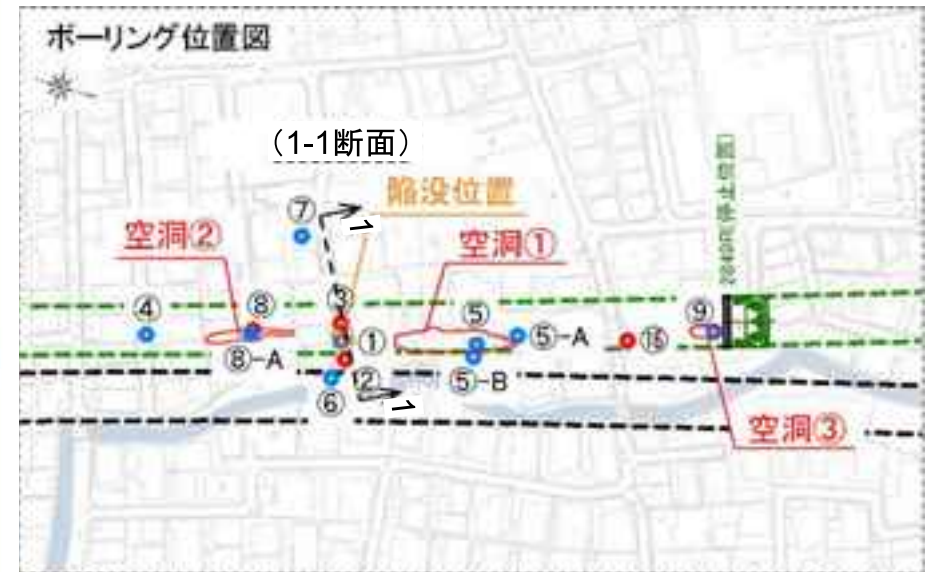 ボーリング位置図
（1-1断面）
陥没位置
⑦
1
空洞②
空洞①
④
⑧
③
⑤
⑨
①
⑤-A
⑮
⑧-A
②
⑤-B
⑥
1
空洞③